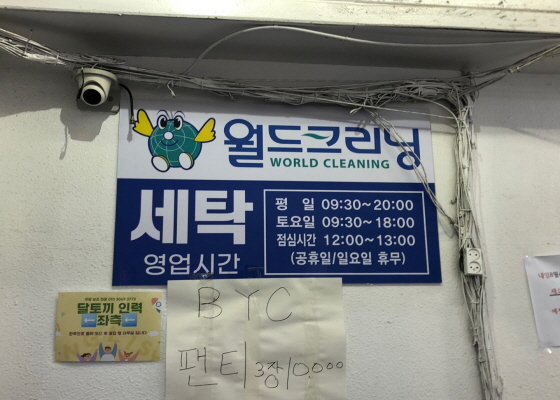 월드크리닝
WORLD CLEANING
세탁
영업시간
평 일 09:30~20:00
토요일 09:30~18:00
점심시간 12:00~13:00
(공휴일/일요일 휴무)
달토끼 인력
좌측
BYC
팬티 3장 10000